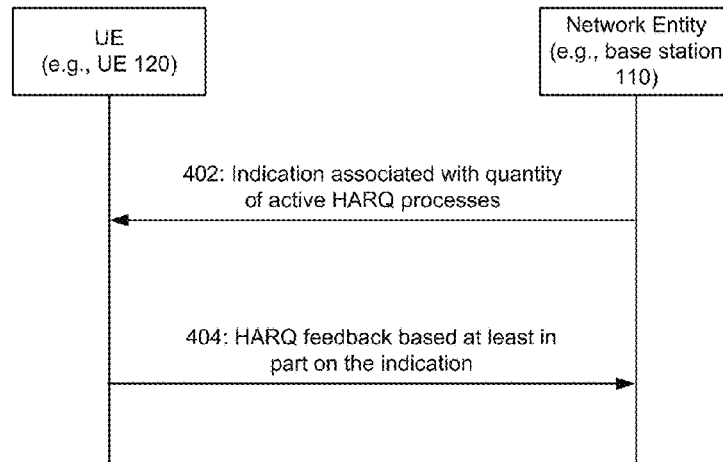 UE
(e.g., UE 120)
Network Entity
(e.g., base station
110)
402: Indication associated with quantity
of active HARQ processes
404: HARQ feedback based at least in
part on the indication